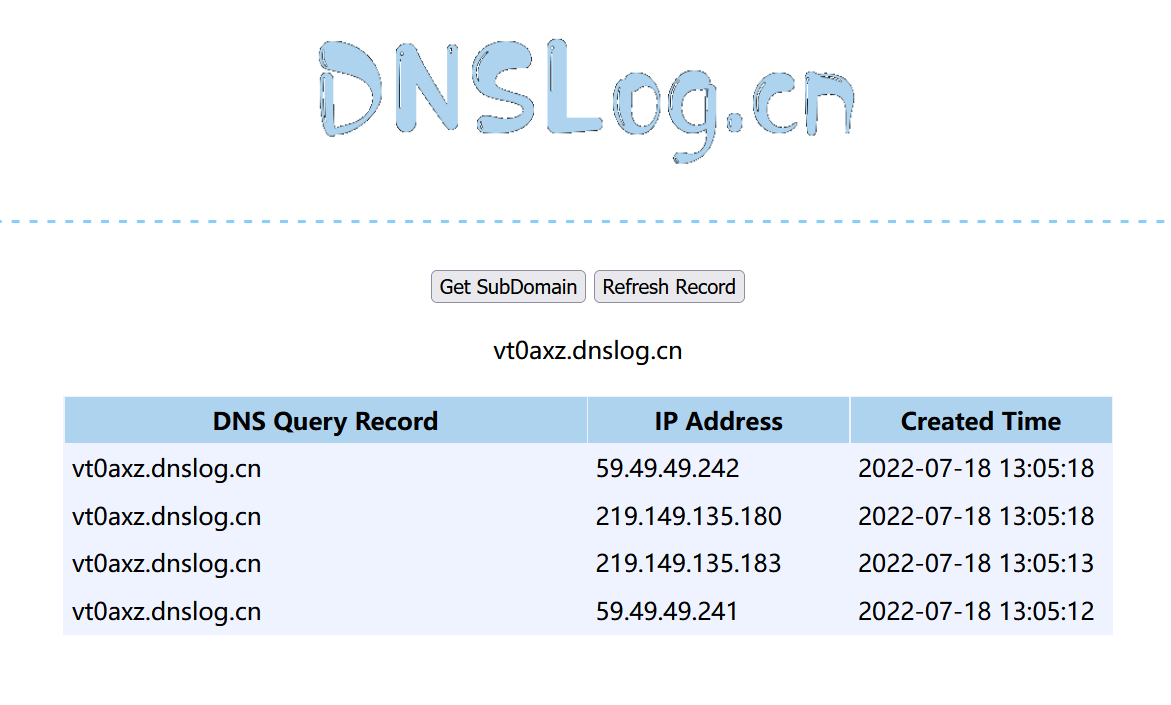 DNSLog.cn
Get SubDomain Refresh Record
vt0axz.dnslog.cn
DNS Query Record IP Address Created Time
vt0axz.dnslog.cn 59.49.49.242 2022-07-18 13:05:18
vt0axz.dnslog.cn 219.149.135.180 2022-07-18 13:05:18
vt0axz.dnslog.cn 219.149.135.183 2022-07-18 13:05:13
vt0axz.dnslog.cn 59.49.49.241 2022-07-18 13:05:12